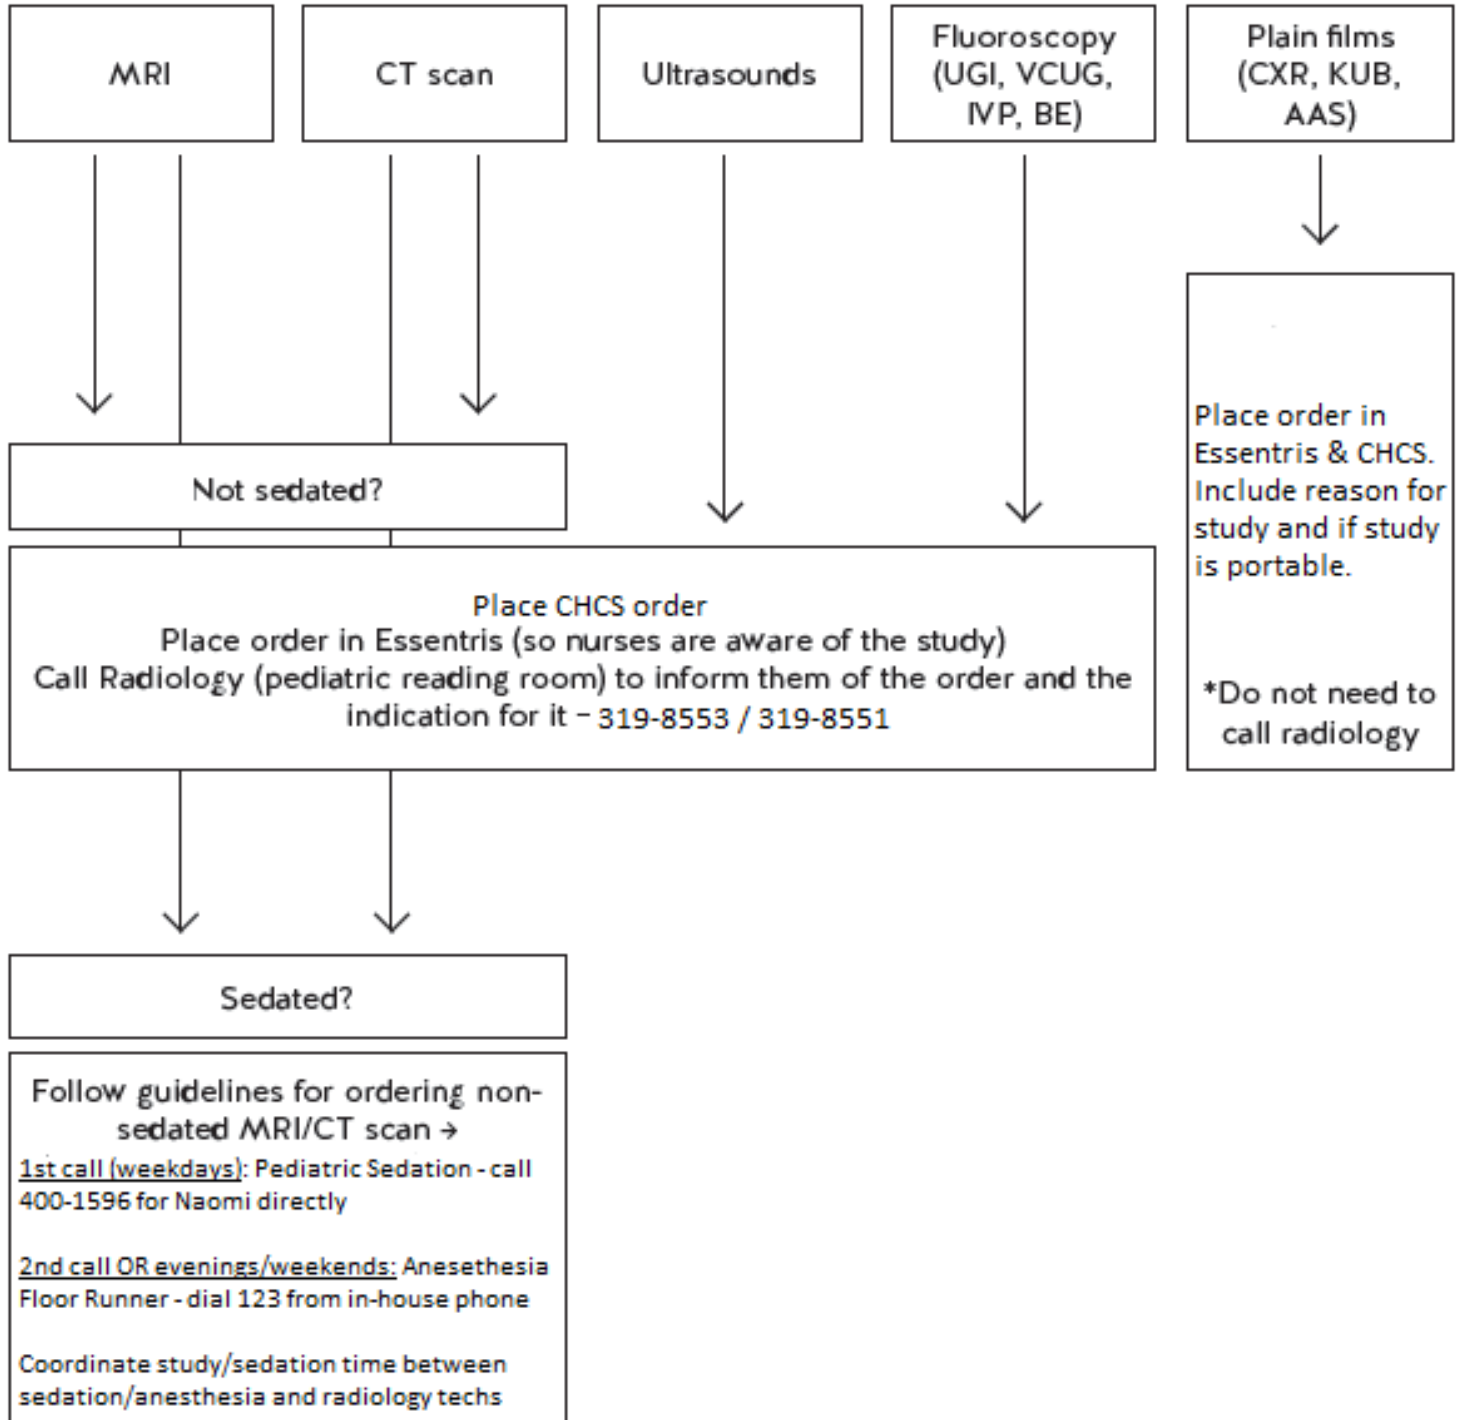 MRI
CT scan
Ultrasounds
Fluoroscopy
(UGI, VCUG,
IVP, BE)
Plain films
(CXR, KUB,
AAS)
Not sedated?
Place CHCS order
Place order in Essentris (so nurses are aware of the study)
Call Radiology (pediatric reading room) to inform them of the order and the
indication for it – 319-8553 / 319-8551
Place order in
Essentris & CHCS.
Include reason for
study and if study
is portable.
*Do not need to
call radiology
Sedated?
Follow guidelines for ordering non-
sedated MRI/CT scan →
1st call (weekdays): Pediatric Sedation - call
400-1596 for Naomi directly
2nd call OR evenings/weekends: Anesethesia
Floor Runner - dial 123 from in-house phone
Coordinate study/sedation time between
sedation/anesthesia and radiology techs